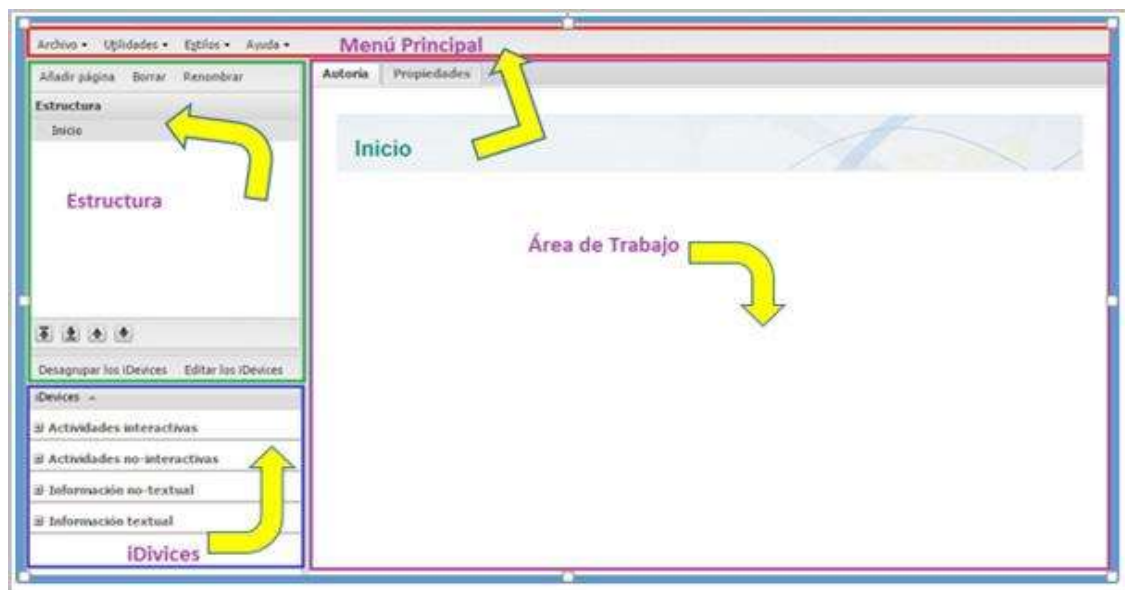 Archivo Utilidades Estilos Ayuda Menú Principal
Añadir página Borrar Renombrar
Autoría Propiedades
Estructura
Inicio
Inicio
Estructura
Área de Trabajo
Desagrupar los iDevices Editar los iDevices
iDevices
Actividades interactivas
Actividades no-interactivas
Información no-textual
Información textual
iDivices